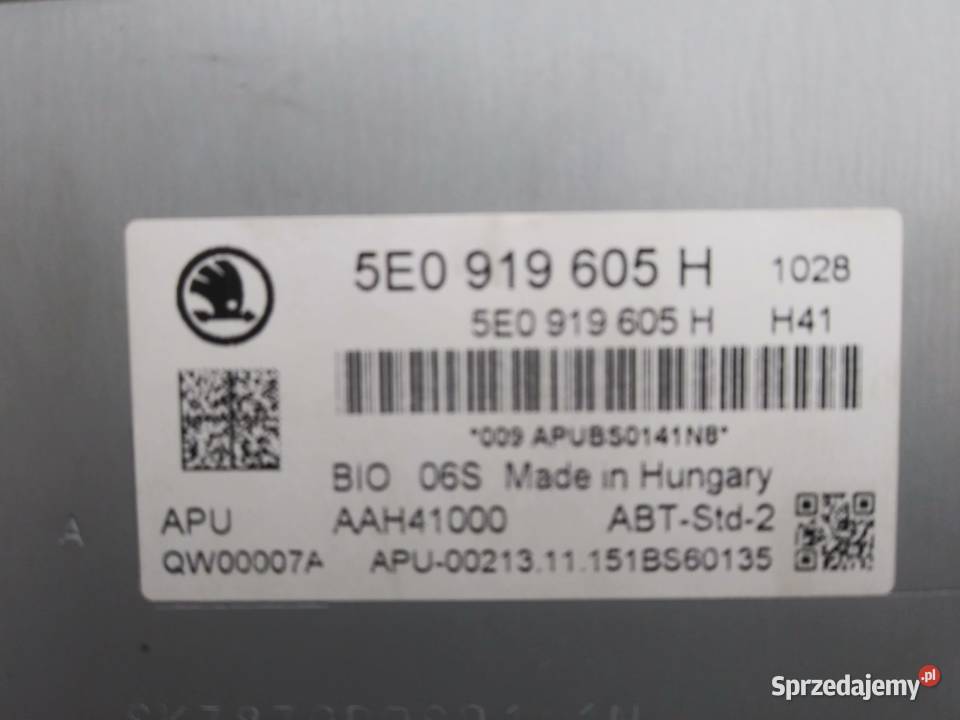 5E0 919 605 H 1028
5E0 919 605 H H41
*009 APUBS0141N8*
BIO 06S Made in Hungary
APU AAH41000 ABT-Std-2
QW00007A APU-00213.11.151BS60135
A
Sprzedajemy.pl